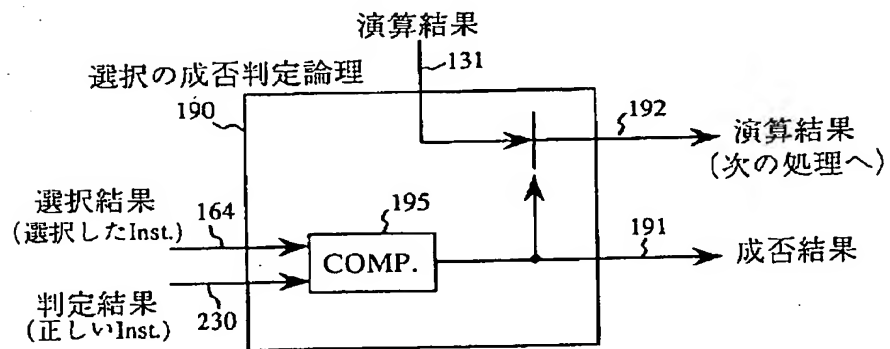 演算結果
131
選択の成否判定論理
190
192
演算結果
(次の処理へ)
選択結果
(選択したInst.)
164
195
COMP.
191
成否結果
判定結果
(正しいInst.)
230